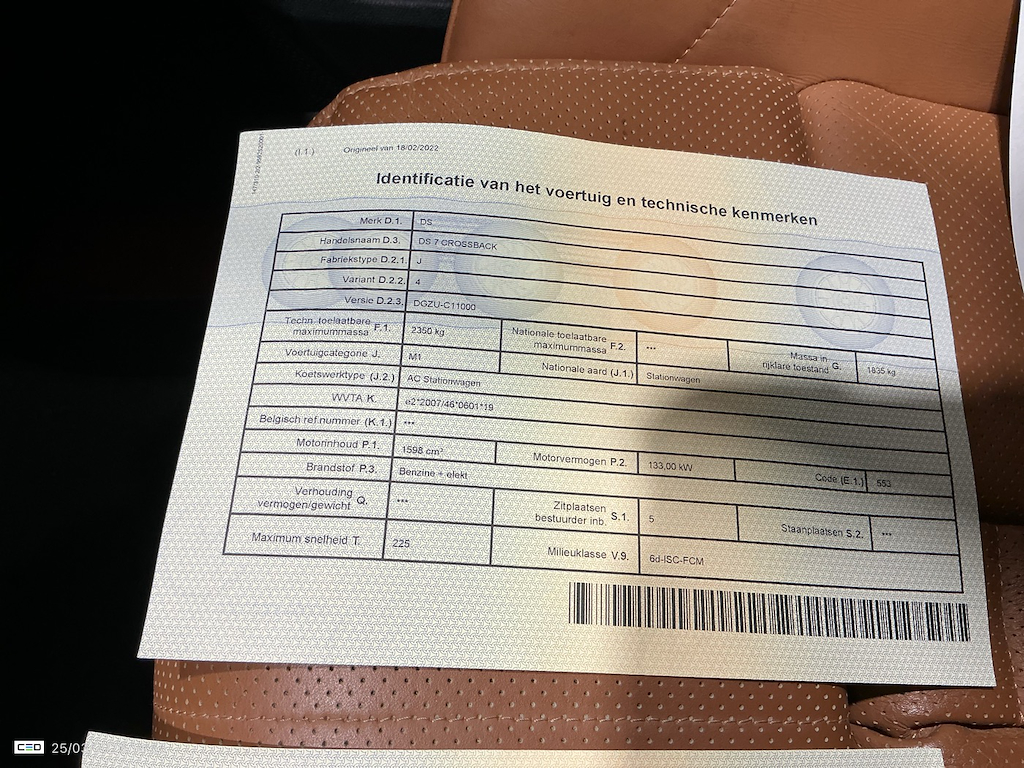 (I.1.) Origineel van 18/02/2022
Identificatie van het voertuig en technische kenmerken
Merk D.1. DS
Handelsnaam D.3. DS 7 CROSSBACK
Fabriekstype D.2.1. J
Variant D.2.2. 4
Versie D.2.3. DGZU-C11000
Techn. toelaatbare maximummassa F.1. 2350 kg Nationale toelaatbare maximummassa F.2. *** Massa in rijklare toestand G. 1835 kg
Voertuigcategorie J. M1 Nationale aard (J.1.) Stationwagen
Koetswerktype (J.2.) AC Stationwagen
WVTA K. e2*2007/46*0601*19
Belgisch ref.nummer (K.1.) ***
Motorinhoud P.1. 1598 cm³ Motorvermogen P.2. 133,00 kW Code (E.1.) 553
Brandstof P.3. Benzine + elekt
Verhouding vermogen/gewicht Q. *** Zitplaatsen bestuurder inb. S.1. 5 Staanplaatsen S.2. ***
Maximum snelheid T. 225 Milieuklasse V.9. 6d-ISC-FCM
CEO 25/03